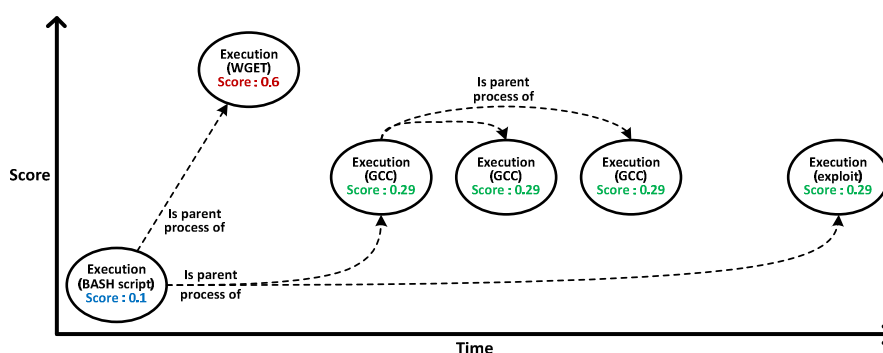 Execution
(WGET)
Score : 0.6
Is parent
process of
Execution
(GCC)
Score : 0.29
Execution
(GCC)
Score : 0.29
Execution
(GCC)
Score : 0.29
Execution
(exploit)
Score : 0.29
Score
Is parent
process of
Execution
(BASH script)
Score : 0.1
Is parent
process of
Time